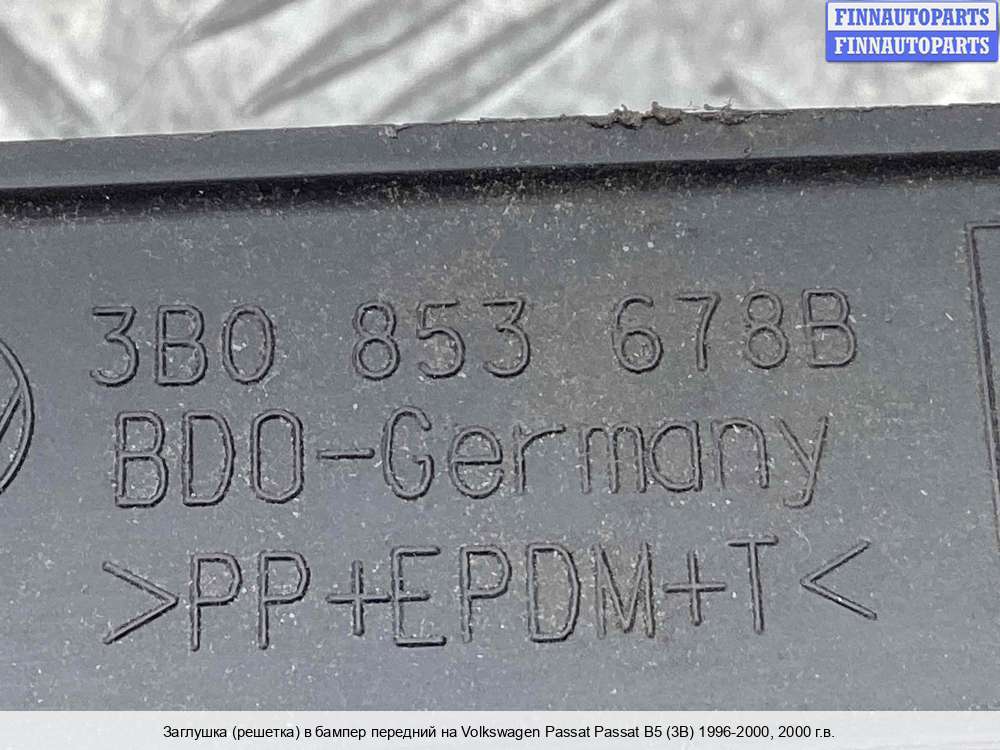 FINNAUTOPARTS
FINNAUTOPARTS
3B0 853 678B
BDO-Germany
>PP+EPDM+T<
Заглушка (решетка) в бампер передний на Volkswagen Passat Passat B5 (3B) 1996-2000, 2000 г.в.